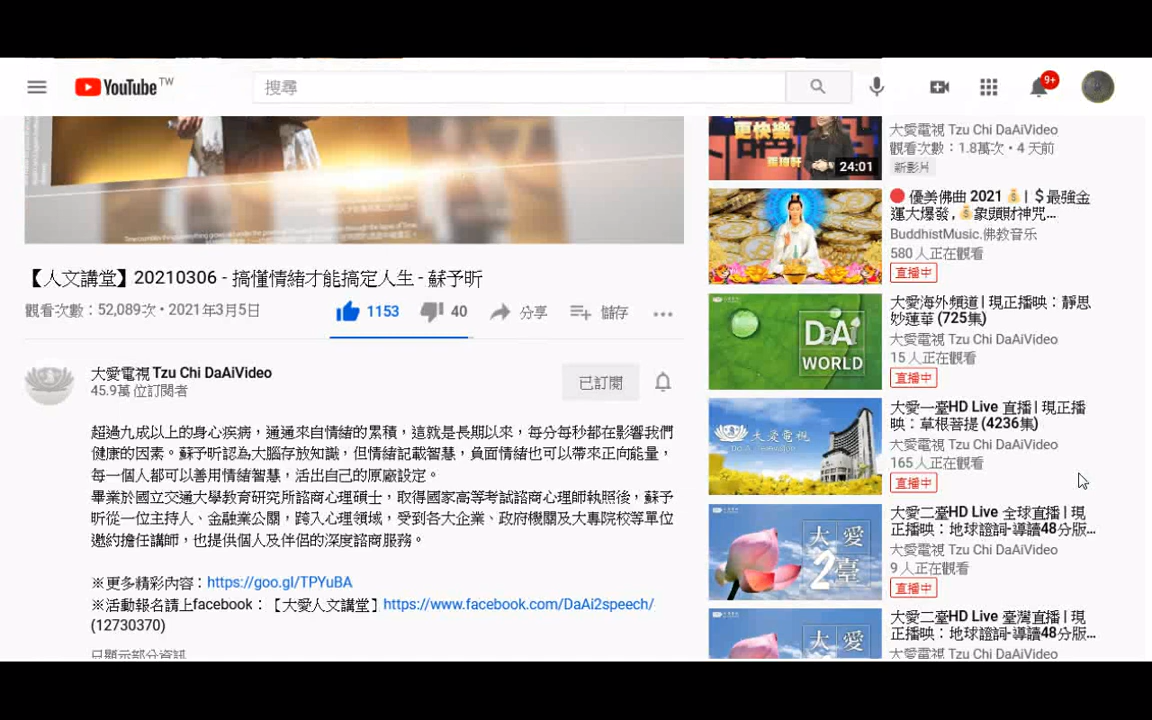 YouTube TW
搜尋
9+
【人文講堂】20210306 - 搞懂情緒才能搞定人生 - 蘇予昕
觀看次數：52,089次 • 2021年3月5日
1153
40
分享
儲存
大愛電視 Tzu Chi DaAiVideo
45.9萬 位訂閱者
已訂閱
超過九成以上的身心疾病，通通來自情緒的累積，這就是長期以來，每分每秒都在影響我們
健康的因素。蘇予昕認為大腦存放知識，但情緒記載智慧，負面情緒也可以帶來正向能量，
每一個人都可以善用情緒智慧，活出自己的原廠設定。
畢業於國立交通大學教育研究所諮商心理碩士，取得國家高等考試諮商心理師執照後，蘇予
昕從一位主持人、金融業公關，跨入心理領域，受到各大企業、政府機關及大專院校等單位
邀約擔任講師，也提供個人及伴侶的深度諮商服務。
※更多精彩內容：https://goo.gl/TPYuBA
※活動報名請上facebook：【大愛人文講堂】https://www.facebook.com/DaAi2speech/
(12730370)
只顯示部分資訊
更快樂
24:01
大愛電視 Tzu Chi DaAiVideo
觀看次數：1.8萬次 • 4 天前
新影片
優美佛曲 2021 💰 | $最強金
運大爆發，💰象頭財神咒...
BuddhistMusic.佛教音乐
580 人正在觀看
直播中
DaAi
WORLD
大愛海外頻道 | 現正播映：靜思
妙蓮華 (725集)
大愛電視 Tzu Chi DaAiVideo
15 人正在觀看
直播中
大愛電視
大愛一臺HD Live 直播 | 現正播
映：草根菩提 (4236集)
大愛電視 Tzu Chi DaAiVideo
165 人正在觀看
直播中
大愛
2臺
大愛二臺HD Live 全球直播 | 現
正播映：地球證詞-導讀48分版...
大愛電視 Tzu Chi DaAiVideo
9 人正在觀看
直播中
大愛
大愛二臺HD Live 臺灣直播 | 現
正播映：地球證詞-導讀48分版...
大愛電視 Tzu Chi DaAiVideo